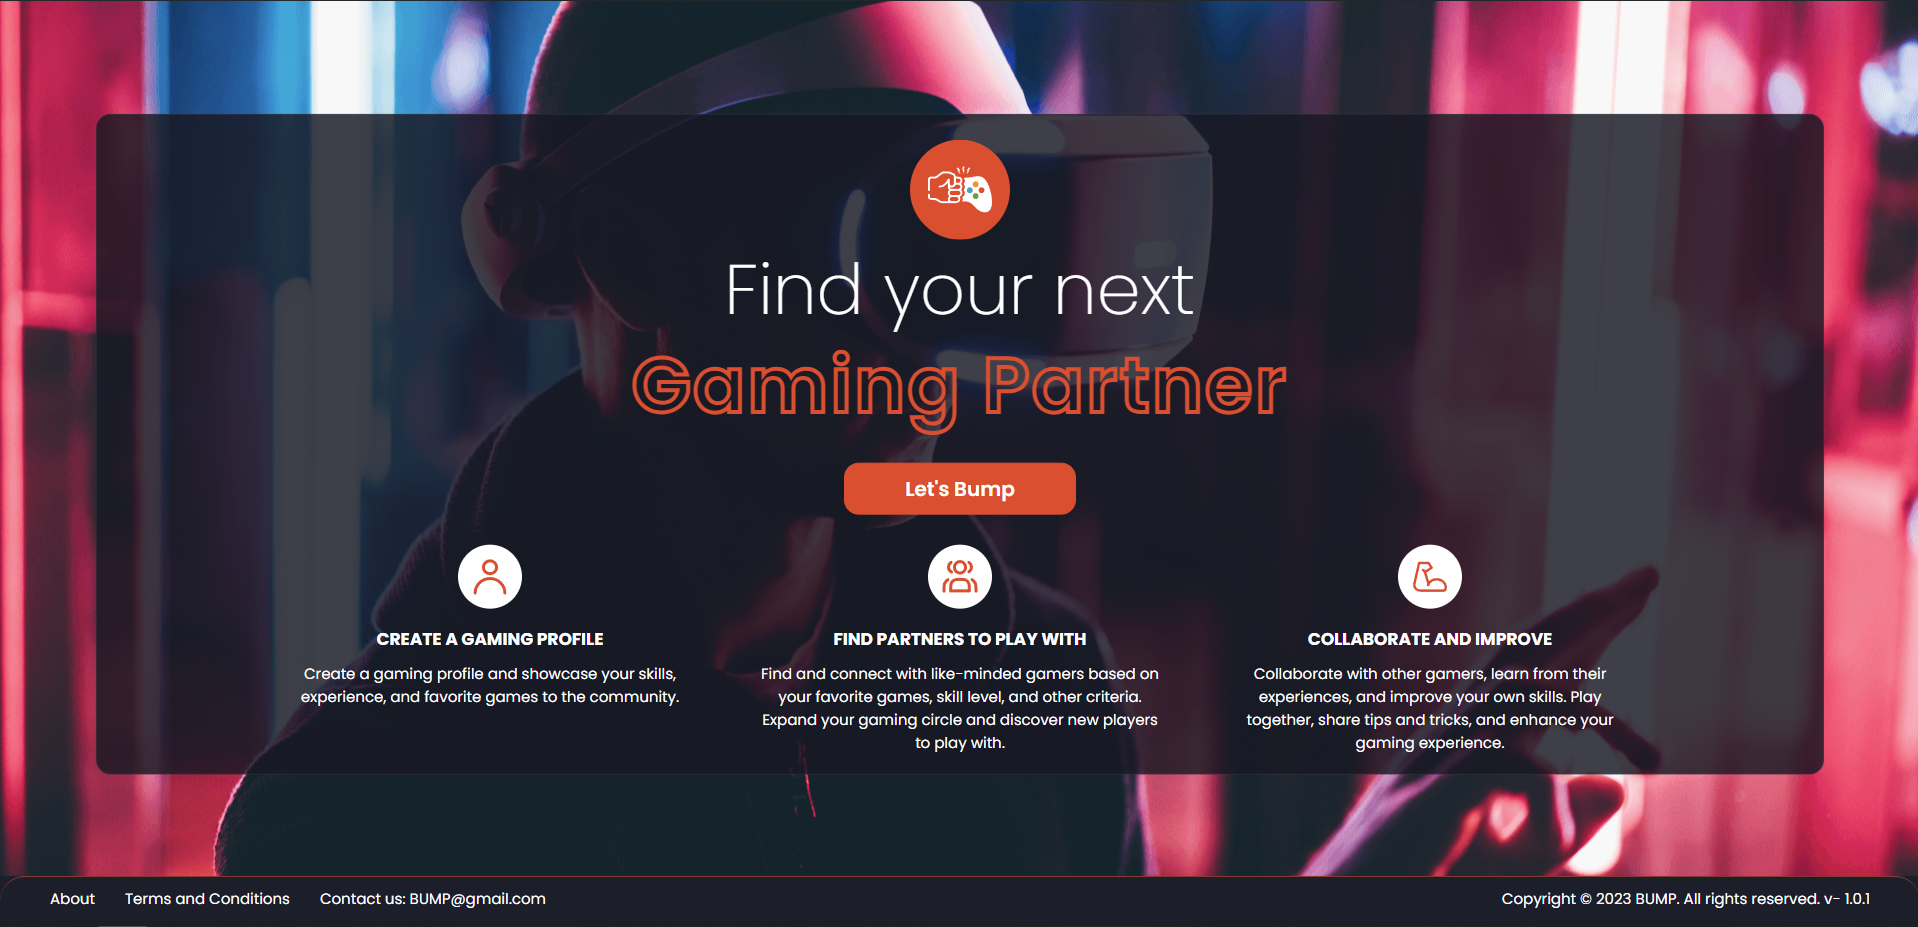 Find your next
Gaming Partner
Let's Bump
CREATE A GAMING PROFILE
Create a gaming profile and showcase your skills,
experience, and favorite games to the community.
FIND PARTNERS TO PLAY WITH
Find and connect with like-minded gamers based on
your favorite games, skill level, and other criteria.
Expand your gaming circle and discover new players
to play with.
COLLABORATE AND IMPROVE
Collaborate with other gamers, learn from their
experiences, and improve your own skills. Play
together, share tips and tricks, and enhance your
gaming experience.
About Terms and Conditions Contact us: BUMP@gmail.com Copyright © 2023 BUMP. All rights reserved. v- 1.0.1